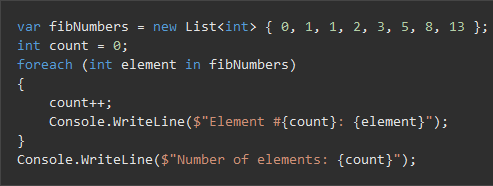 var fibNumbers = new List<int> { 0, 1, 1, 2, 3, 5, 8, 13 };
int count = 0;
foreach (int element in fibNumbers)
{
    count++;
    Console.WriteLine($"Element #{count}: {element}");
}
Console.WriteLine($"Number of elements: {count}");